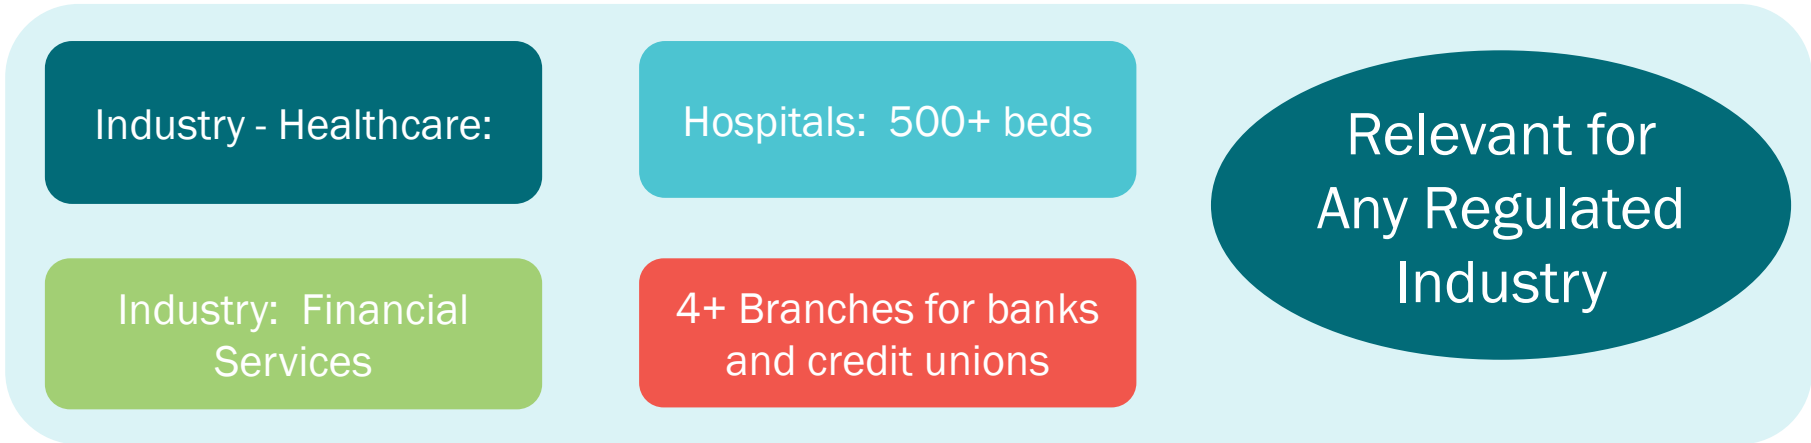 Industry - Healthcare:
Hospitals:  500+ beds
Industry:  Financial
Services
4+ Branches for banks
and credit unions
Relevant for
Any Regulated
Industry